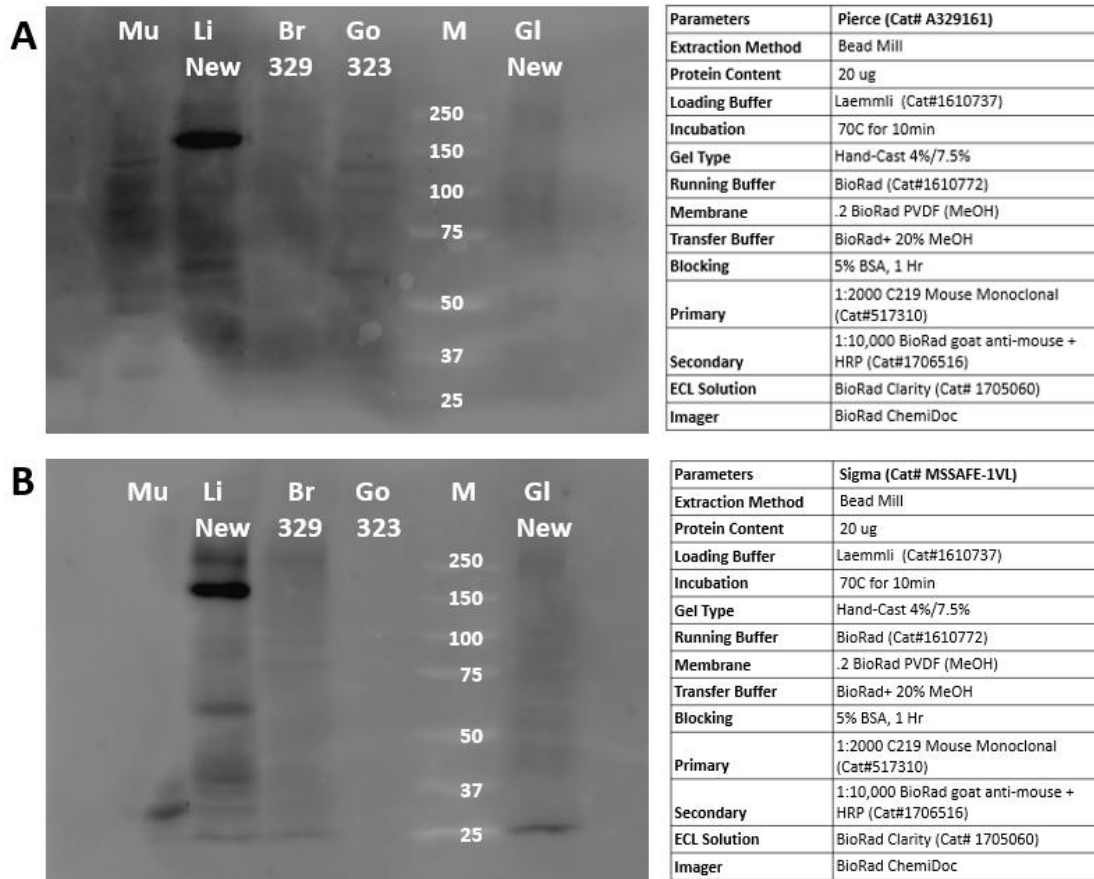 A
Mu Li Br Go M Gl
New 329 323 New
250
150
100
75
50
37
25
Parameters Pierce (Cat# A329161)
Extraction Method Bead Mill
Protein Content 20 ug
Loading Buffer Laemmli (Cat#1610737)
Incubation 70C for 10min
Gel Type Hand-Cast 4%/7.5%
Running Buffer BioRad (Cat#1610772)
Membrane .2 BioRad PVDF (MeOH)
Transfer Buffer BioRad+ 20% MeOH
Blocking 5% BSA, 1 Hr
Primary 1:2000 C219 Mouse Monoclonal
(Cat#517310)
Secondary 1:10,000 BioRad goat anti-mouse +
HRP (Cat#1706516)
ECL Solution BioRad Clarity (Cat# 1705060)
Imager BioRad ChemiDoc
B
Mu Li Br Go M Gl
New 329 323 New
250
150
100
75
50
37
25
Parameters Sigma (Cat# MSSAFE-1VL)
Extraction Method Bead Mill
Protein Content 20 ug
Loading Buffer Laemmli (Cat#1610737)
Incubation 70C for 10min
Gel Type Hand-Cast 4%/7.5%
Running Buffer BioRad (Cat#1610772)
Membrane .2 BioRad PVDF (MeOH)
Transfer Buffer BioRad+ 20% MeOH
Blocking 5% BSA, 1 Hr
Primary 1:2000 C219 Mouse Monoclonal
(Cat#517310)
Secondary 1:10,000 BioRad goat anti-mouse +
HRP (Cat#1706516)
ECL Solution BioRad Clarity (Cat# 1705060)
Imager BioRad ChemiDoc